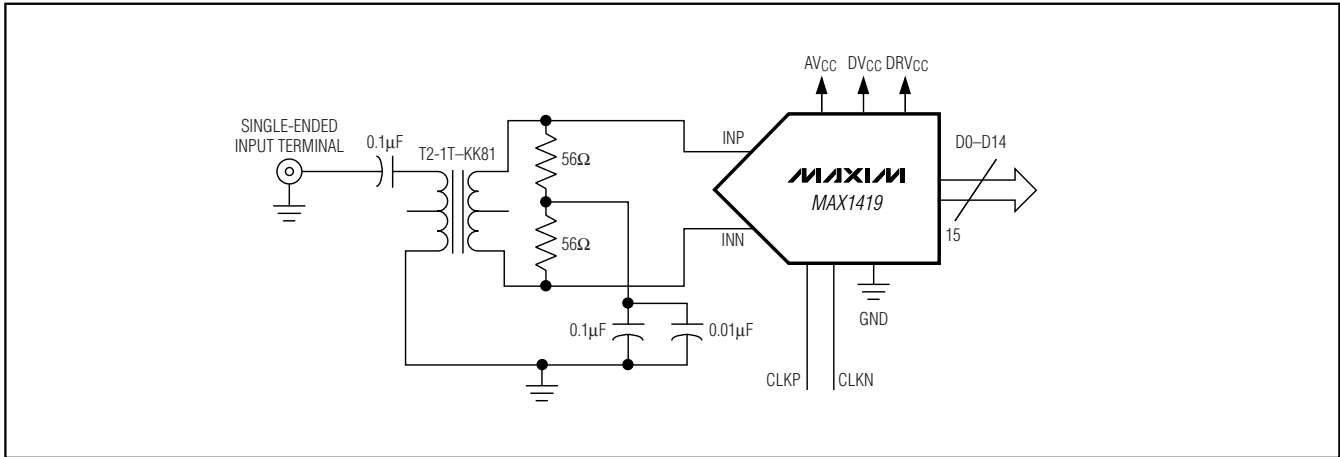 AVCC DVCC DRVCC
SINGLE-ENDED
INPUT TERMINAL
0.1μF
T2-1T–KK81
56Ω
56Ω
0.1μF
0.01μF
INP
INN
MAXIM
MAX1419
D0–D14
15
GND
CLKP
CLKN